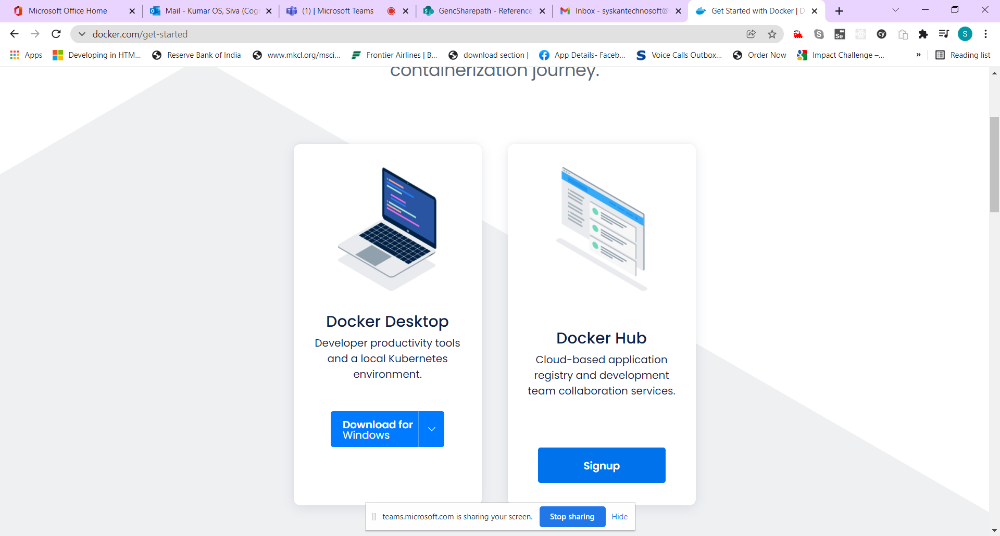 Microsoft Office Home
Mail - Kumar OS, Siva (Cog
(1) | Microsoft Teams
GencSharepath - Reference
Inbox - syskantechnosoft@
Get Started with Docker | D
docker.com/get-started
Se
cy
S
Apps
Developing in HTM...
Reserve Bank of India
www.mkcl.org/msci...
Frontier Airlines | B...
download section |
App Details- Faceb...
Voice Calls Outbox...
Order Now
Impact Challenge –...
»
Reading list
containerization journey.
Docker Desktop
Developer productivity tools
and a local Kubernetes
environment.
Download for
Windows
Docker Hub
Cloud-based application
registry and development
team collaboration services.
Signup
teams.microsoft.com is sharing your screen.
Stop sharing
Hide